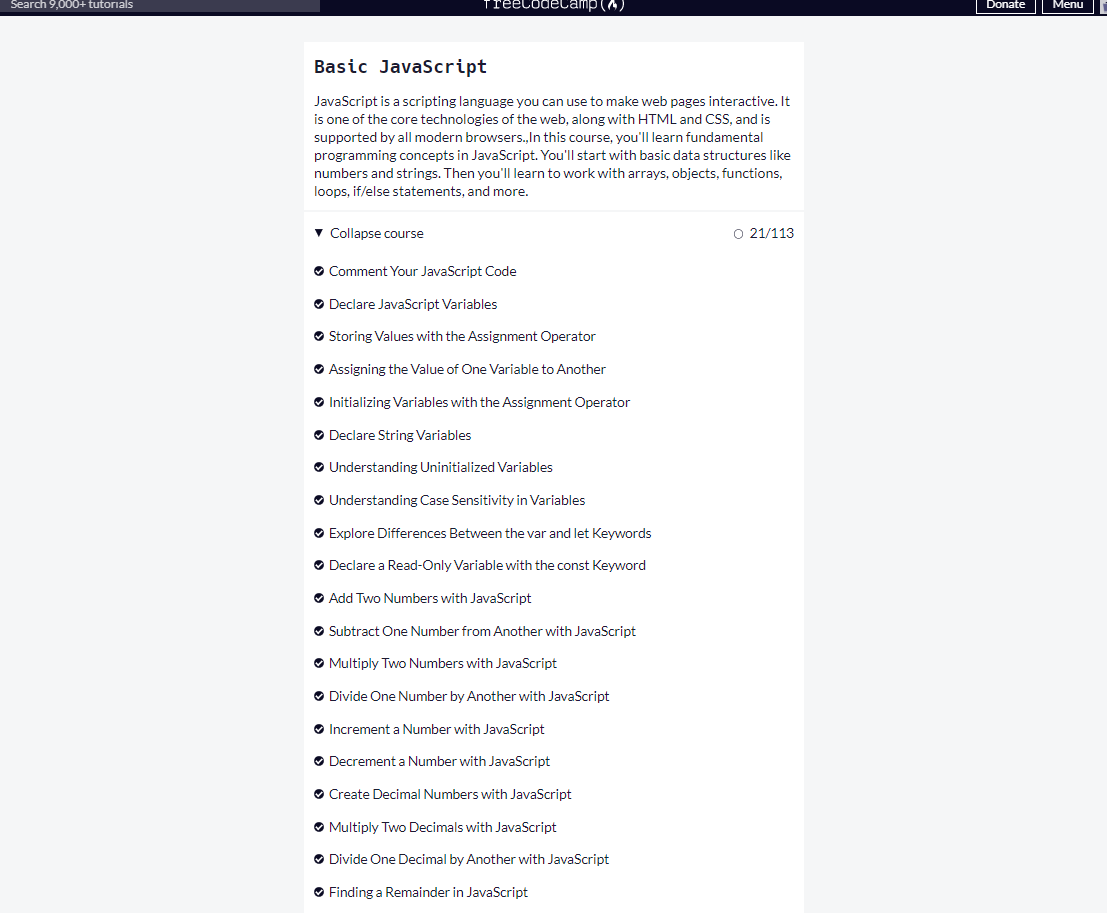 Search 9,000+ tutorials
freeCodeCamp
Donate
Menu
Basic JavaScript
JavaScript is a scripting language you can use to make web pages interactive. It
is one of the core technologies of the web, along with HTML and CSS, and is
supported by all modern browsers.,In this course, you'll learn fundamental
programming concepts in JavaScript. You'll start with basic data structures like
numbers and strings. Then you'll learn to work with arrays, objects, functions,
loops, if/else statements, and more.
Collapse course
21/113
Comment Your JavaScript Code
Declare JavaScript Variables
Storing Values with the Assignment Operator
Assigning the Value of One Variable to Another
Initializing Variables with the Assignment Operator
Declare String Variables
Understanding Uninitialized Variables
Understanding Case Sensitivity in Variables
Explore Differences Between the var and let Keywords
Declare a Read-Only Variable with the const Keyword
Add Two Numbers with JavaScript
Subtract One Number from Another with JavaScript
Multiply Two Numbers with JavaScript
Divide One Number by Another with JavaScript
Increment a Number with JavaScript
Decrement a Number with JavaScript
Create Decimal Numbers with JavaScript
Multiply Two Decimals with JavaScript
Divide One Decimal by Another with JavaScript
Finding a Remainder in JavaScript